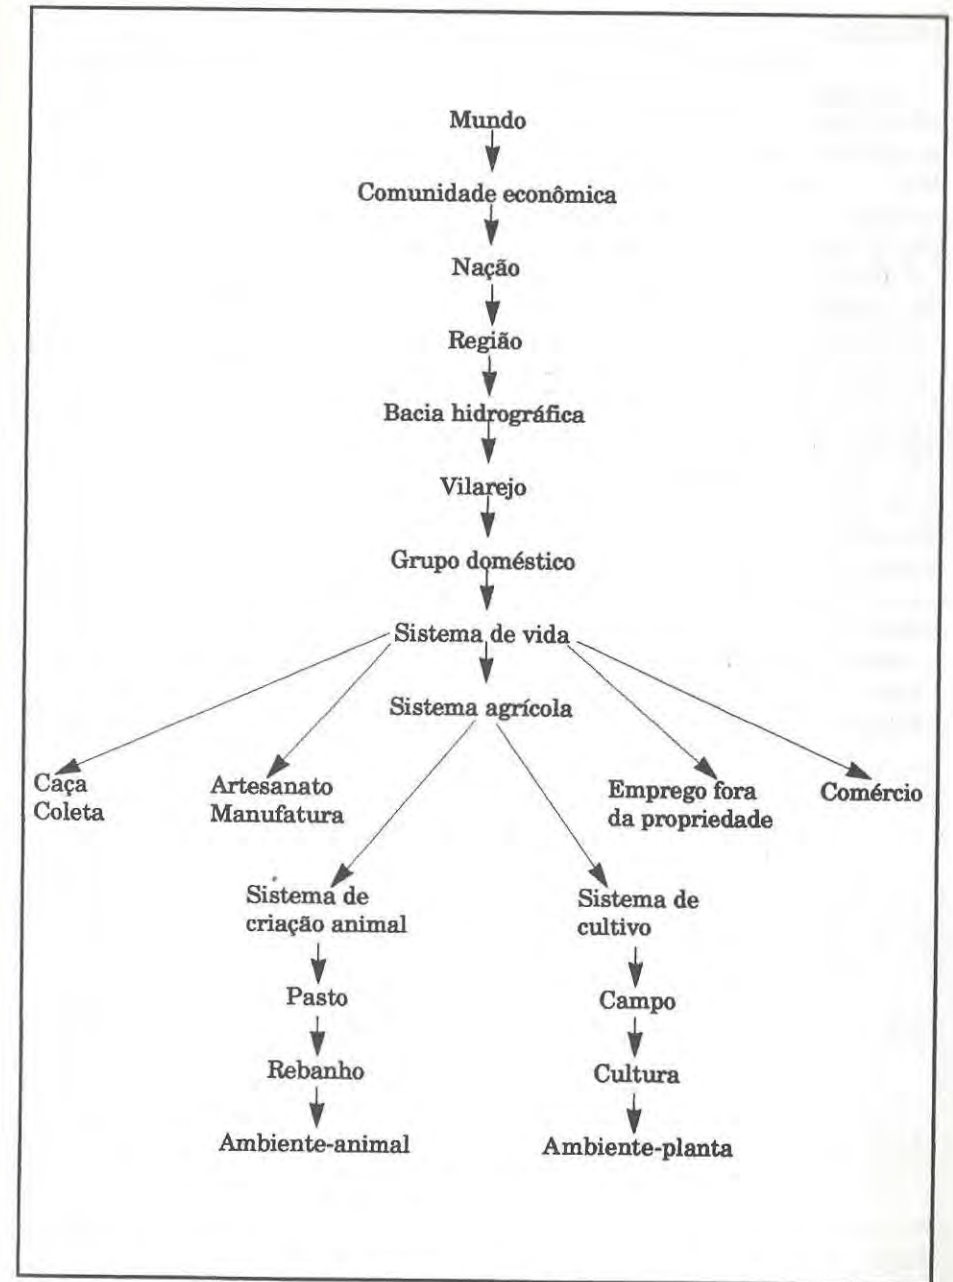 Mundo
Comunidade econômica
Nação
Região
Bacia hidrográfica
Vilarejo
Grupo doméstico
Sistema de vida
Sistema agrícola
Caça
Coleta
Artesanato
Manufatura
Emprego fora
da propriedade
Comércio
Sistema de
criação animal
Sistema de
cultivo
Pasto
Campo
Rebanho
Cultura
Ambiente-animal
Ambiente-planta